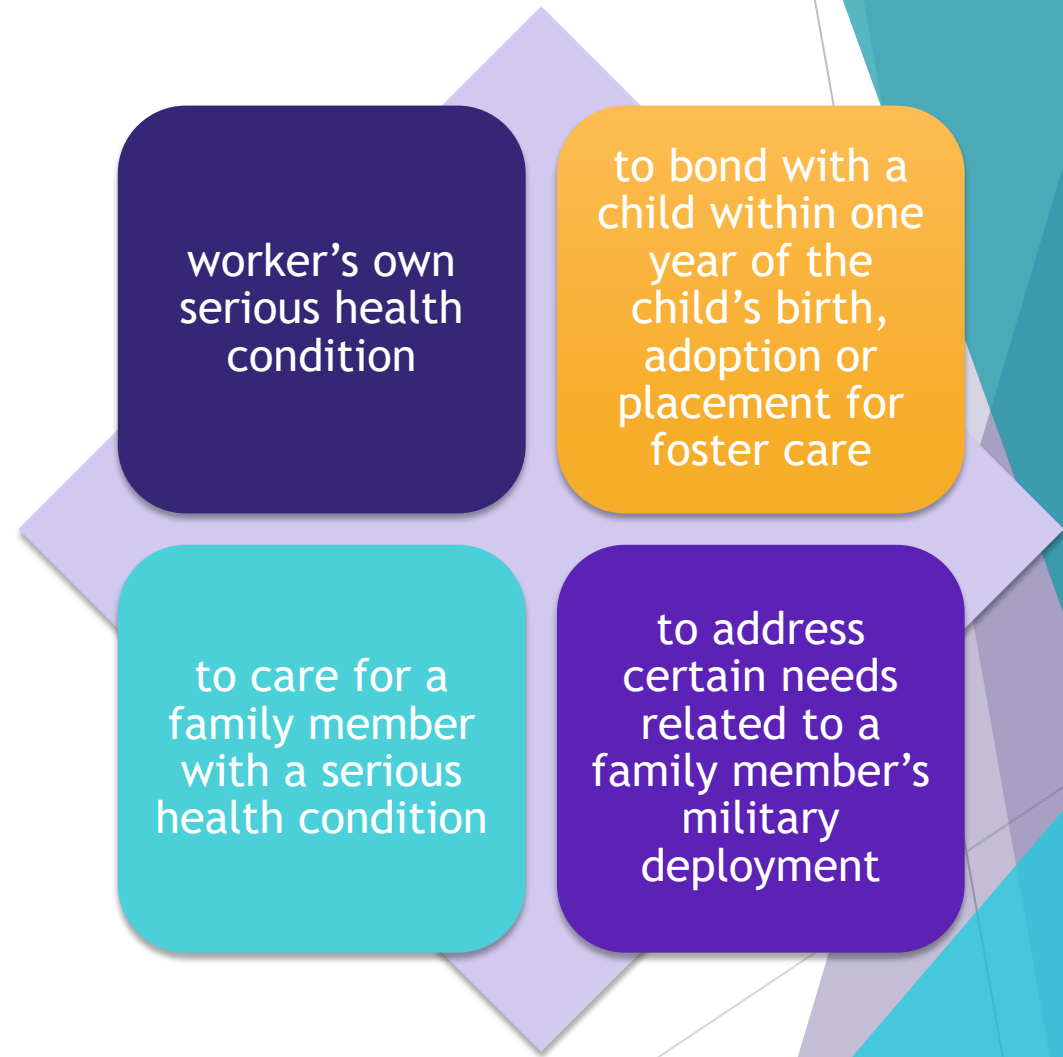 worker’s own
serious health
condition
to bond with a
child within one
year of the
child’s birth,
adoption or
placement for
foster care
to care for a
family member
with a serious
health condition
to address
certain needs
related to a
family member’s
military
deployment